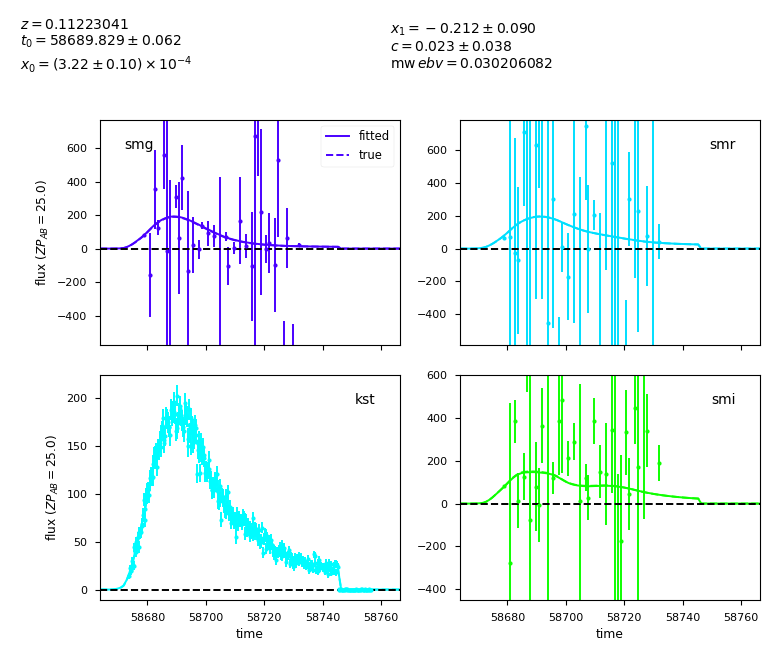 z = 0.11223041
t₀ = 58689.829 ± 0.062
x₀ = (3.22 ± 0.10) × 10⁻⁴
x₁ = −0.212 ± 0.090
c = 0.023 ± 0.038
mw ebv = 0.030206082
smg
fitted
true
600
400
200
0
−200
−400
flux (ZP_AB = 25.0)
smr
600
400
200
0
−200
−400
kst
200
150
100
50
0
flux (ZP_AB = 25.0)
58680 58700 58720 58740 58760
time
smi
600
400
200
0
−200
−400
58680 58700 58720 58740 58760
time